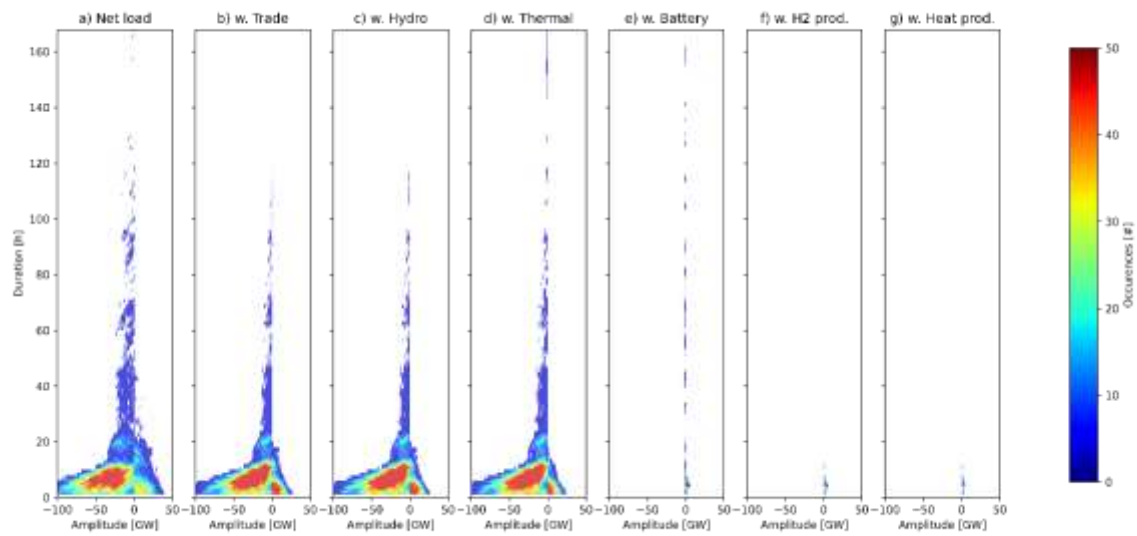 a) Net load
b) w. Trade
c) w. Hydro
d) w. Thermal
e) w. Battery
f) w. H2 prod.
g) w. Heat prod.
160
140
120
100
80
60
40
20
0
Duration [h]
−100 −50 0 50
−100 −50 0 50
−100 −50 0 50
−100 −50 0 50
−100 −50 0 50
−100 −50 0 50
−100 −50 0 50
Amplitude [GW]
Amplitude [GW]
Amplitude [GW]
Amplitude [GW]
Amplitude [GW]
Amplitude [GW]
Amplitude [GW]
50
40
30
20
10
0
Occurences [#]